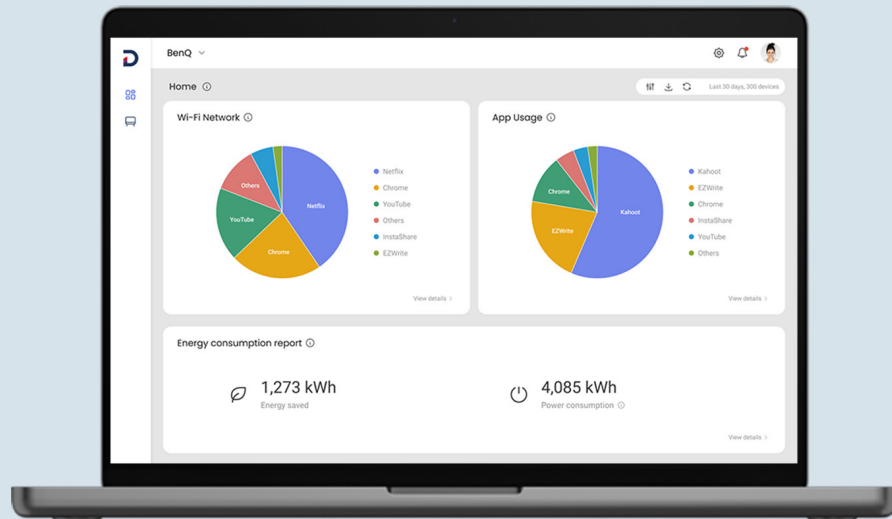 BenQ
Home
Last 30 days, 300 devices
Wi-Fi Network
Netflix
Chrome
YouTube
Others
Netflix
Chrome
YouTube
Others
InstaShare
EZWrite
View details
App Usage
Kahoot
EZWrite
Chrome
Kahoot
EZWrite
Chrome
InstaShare
YouTube
Others
View details
Energy consumption report
1,273 kWh
Energy saved
4,085 kWh
Power consumption
View details